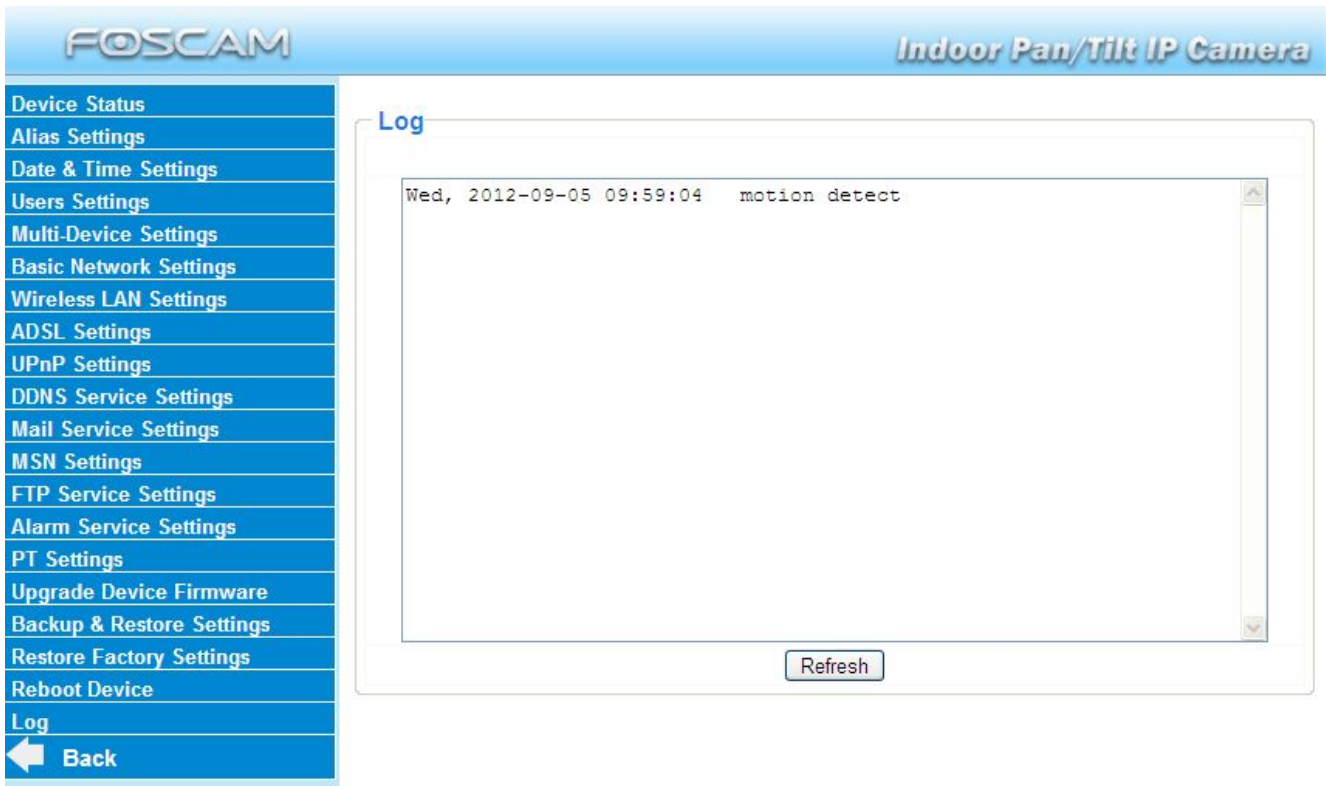 FOSCAM
Indoor Pan/Tilt IP Camera
Device Status
Alias Settings
Date & Time Settings
Users Settings
Multi-Device Settings
Basic Network Settings
Wireless LAN Settings
ADSL Settings
UPnP Settings
DDNS Service Settings
Mail Service Settings
MSN Settings
FTP Service Settings
Alarm Service Settings
PT Settings
Upgrade Device Firmware
Backup & Restore Settings
Restore Factory Settings
Reboot Device
Log
Back
Log
Wed, 2012-09-05 09:59:04 motion detect
Refresh